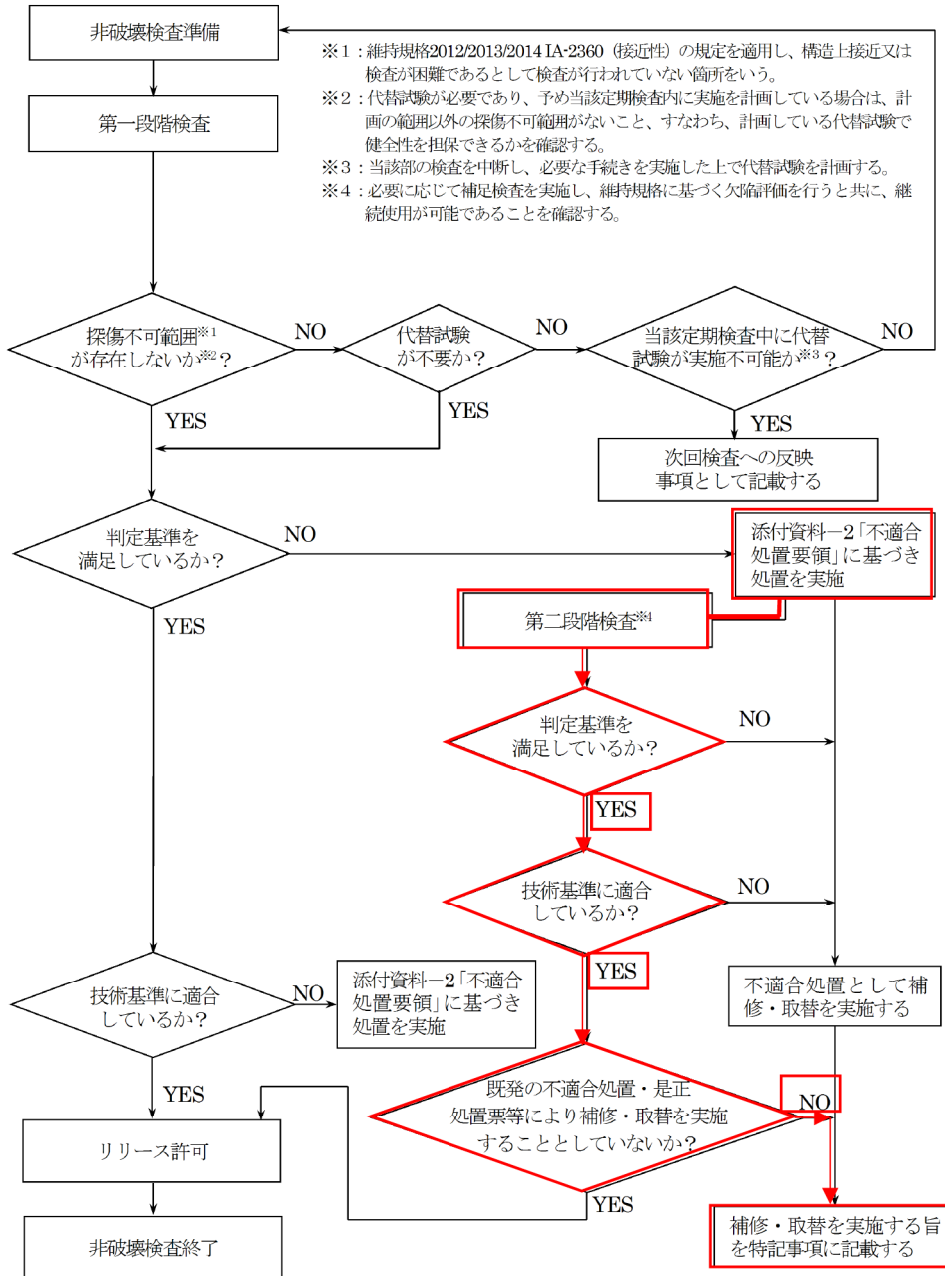 非破壊検査準備
※1：維持規格2012/2013/2014 IA-2360（接近性）の規定を適用し、構造上接近又は
検査が困難であるとして検査が行われていない箇所をいう。
※2：代替試験が必要であり、予め当該定期検査内に実施を計画している場合は、計
画の範囲以外の探傷不可範囲がないこと、すなわち、計画している代替試験で
健全性を担保できるかを確認する。
※3：当該部の検査を中断し、必要な手続きを実施した上で代替試験を計画する。
※4：必要に応じて補足検査を実施し、維持規格に基づく欠陥評価を行うと共に、継
続使用が可能であることを確認する。
第一段階検査
探傷不可範囲※1
が存在しないか※2？
NO
代替試験
が不要か？
NO
当該定期検査中に代替
試験が実施不可能か※3？
NO
YES
YES
YES
次回検査への反映
事項として記載する
判定基準を
満足しているか？
NO
添付資料－2「不適合
処置要領」に基づき
処置を実施
YES
第二段階検査※4
判定基準を
満足しているか？
NO
YES
技術基準に適合
しているか？
NO
YES
技術基準に適合
しているか？
NO
添付資料－2「不適合
処置要領」に基づき
処置を実施
不適合処置として補
修・取替を実施する
YES
既発の不適合処置・是正
処置票等により補修・取替を実施
することとしていないか？
NO
YES
リリース許可
補修・取替を実施する旨
を特記事項に記載する
非破壊検査終了